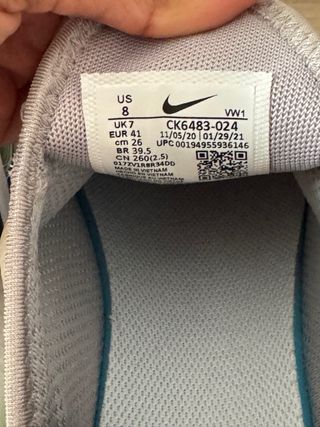 US
8
VW1
UK 7
CK6483-024
EUR 41
11/05/20 | 01/29/21
cm 26
UPC 00194955936146
BR 39.5
CN 260(2.5)
017ZV1R8R34DD
MADE IN VIETNAM